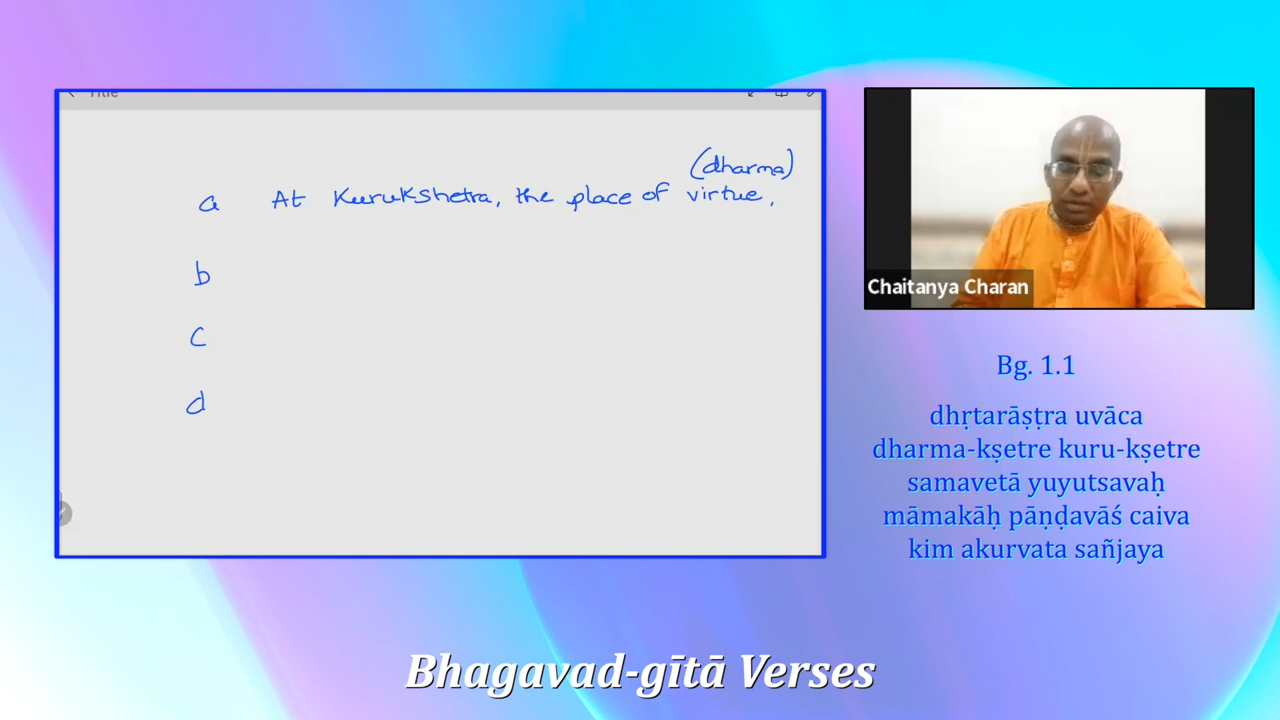 Title
(dharma)
a At Kurukshetra, the place of virtue,
b
c
d
Chaitanya Charan
Bg. 1.1
dhṛtarāṣṭra uvāca
dharma-kṣetre kuru-kṣetre
samavetā yuyutsavaḥ
māmakāḥ pāṇḍavāś caiva
kim akurvata sañjaya
Bhagavad-gītā Verses